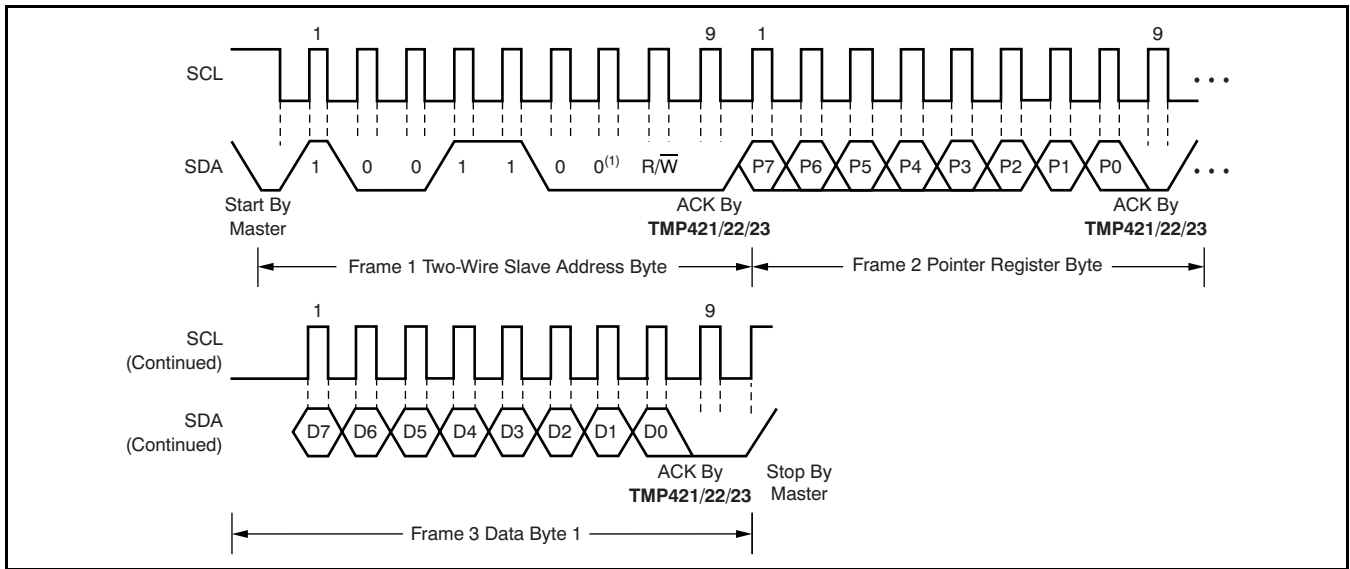 1 9 1 9
SCL • • •
SDA 1 0 0 1 1 0 0(1) R/W̅ P7 P6 P5 P4 P3 P2 P1 P0 • • •
Start By Master
ACK By TMP421/22/23
ACK By TMP421/22/23
Frame 1 Two-Wire Slave Address Byte
Frame 2 Pointer Register Byte
1 9
SCL (Continued)
SDA (Continued)
D7 D6 D5 D4 D3 D2 D1 D0
ACK By TMP421/22/23
Stop By Master
Frame 3 Data Byte 1